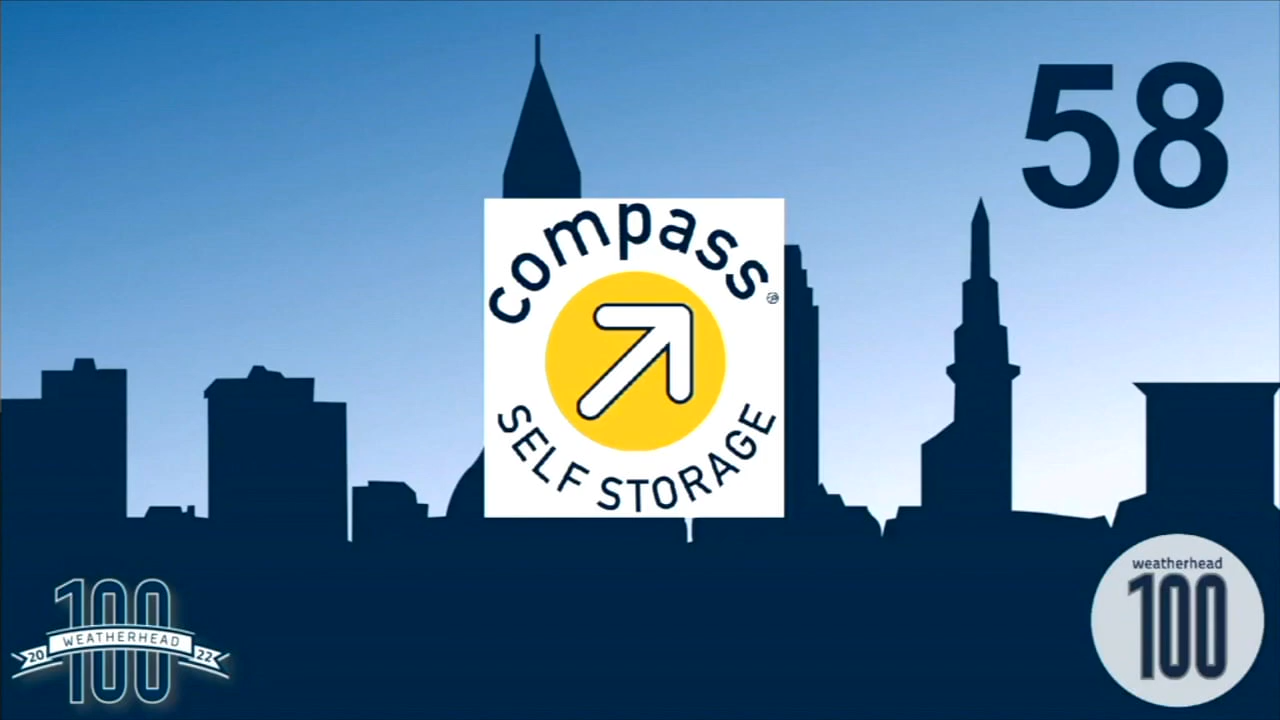 58
compass
SELF STORAGE
100
WEATHERHEAD
20 22
weatherhead
100